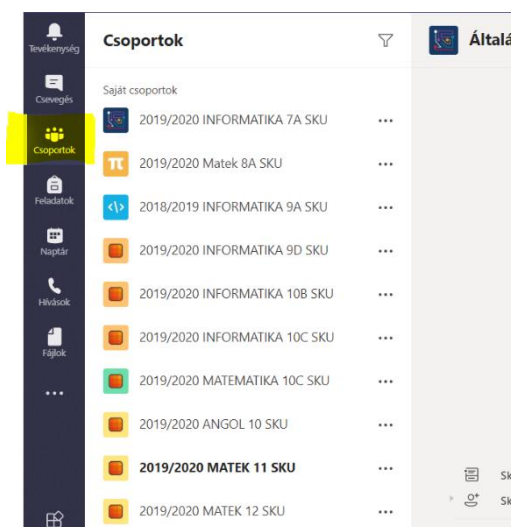 Tevékenység
Csevegés
Csoportok
Feladatok
Naptár
Hívások
Fájlok
Csoportok
Saját csoportok
2019/2020 INFORMATIKA 7A SKU
π 2019/2020 Matek 8A SKU
</> 2018/2019 INFORMATIKA 9A SKU
2019/2020 INFORMATIKA 9D SKU
2019/2020 INFORMATIKA 10B SKU
2019/2020 INFORMATIKA 10C SKU
2019/2020 MATEMATIKA 10C SKU
2019/2020 ANGOL 10 SKU
2019/2020 MATEK 11 SKU
2019/2020 MATEK 12 SKU
Általá
Sk
Sk